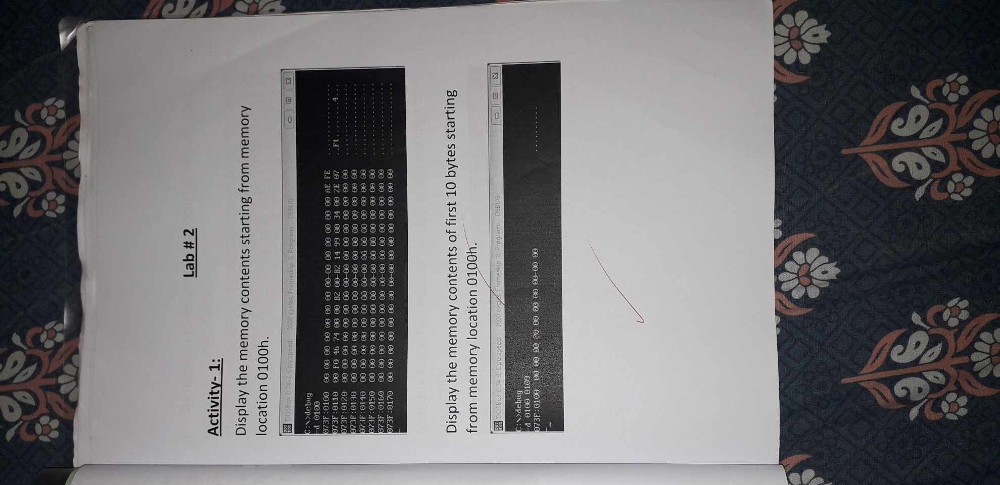 Lab # 2
Activity- 1:
Display the memory contents starting from memory
location 0100h.
DOSBox 0.74-3, Cpu speed: 3000 cycles, Frameskip 0, Program: DEBUG
C:\>debug
-d 0100
073F:0100 00 00 00 00 00 00 00 00-00 00 00 00 00 00 AE FE ................
073F:0110 00 F0 46 74 00 00 B2 00-B2 14 99 00 34 00 2E 07 ..Ft........4...
073F:0120 00 00 00 00 00 00 00 00-00 00 00 00 00 00 00 00 ................
073F:0130 00 00 00 00 00 00 00 00-00 00 00 00 00 00 00 00 ................
073F:0140 00 00 00 00 00 00 00 00-00 00 00 00 00 00 00 00 ................
073F:0150 00 00 00 00 00 00 00 00-00 00 00 00 00 00 00 00 ................
073F:0160 00 00 00 00 00 00 00 00-00 00 00 00 00 00 00 00 ................
073F:0170 00 00 00 00 00 00 00 00-00 00 00 00 00 00 00 00 ................
-
Display the memory contents of first 10 bytes starting
from memory location 0100h.
DOSBox 0.74-3, Cpu speed: 3000 cycles, Frameskip 0, Program: DEBUG
C:\>debug
-d 0100 0109
073F:0100 00 00 00 00 00 00 00 00-00 00 ..........
-